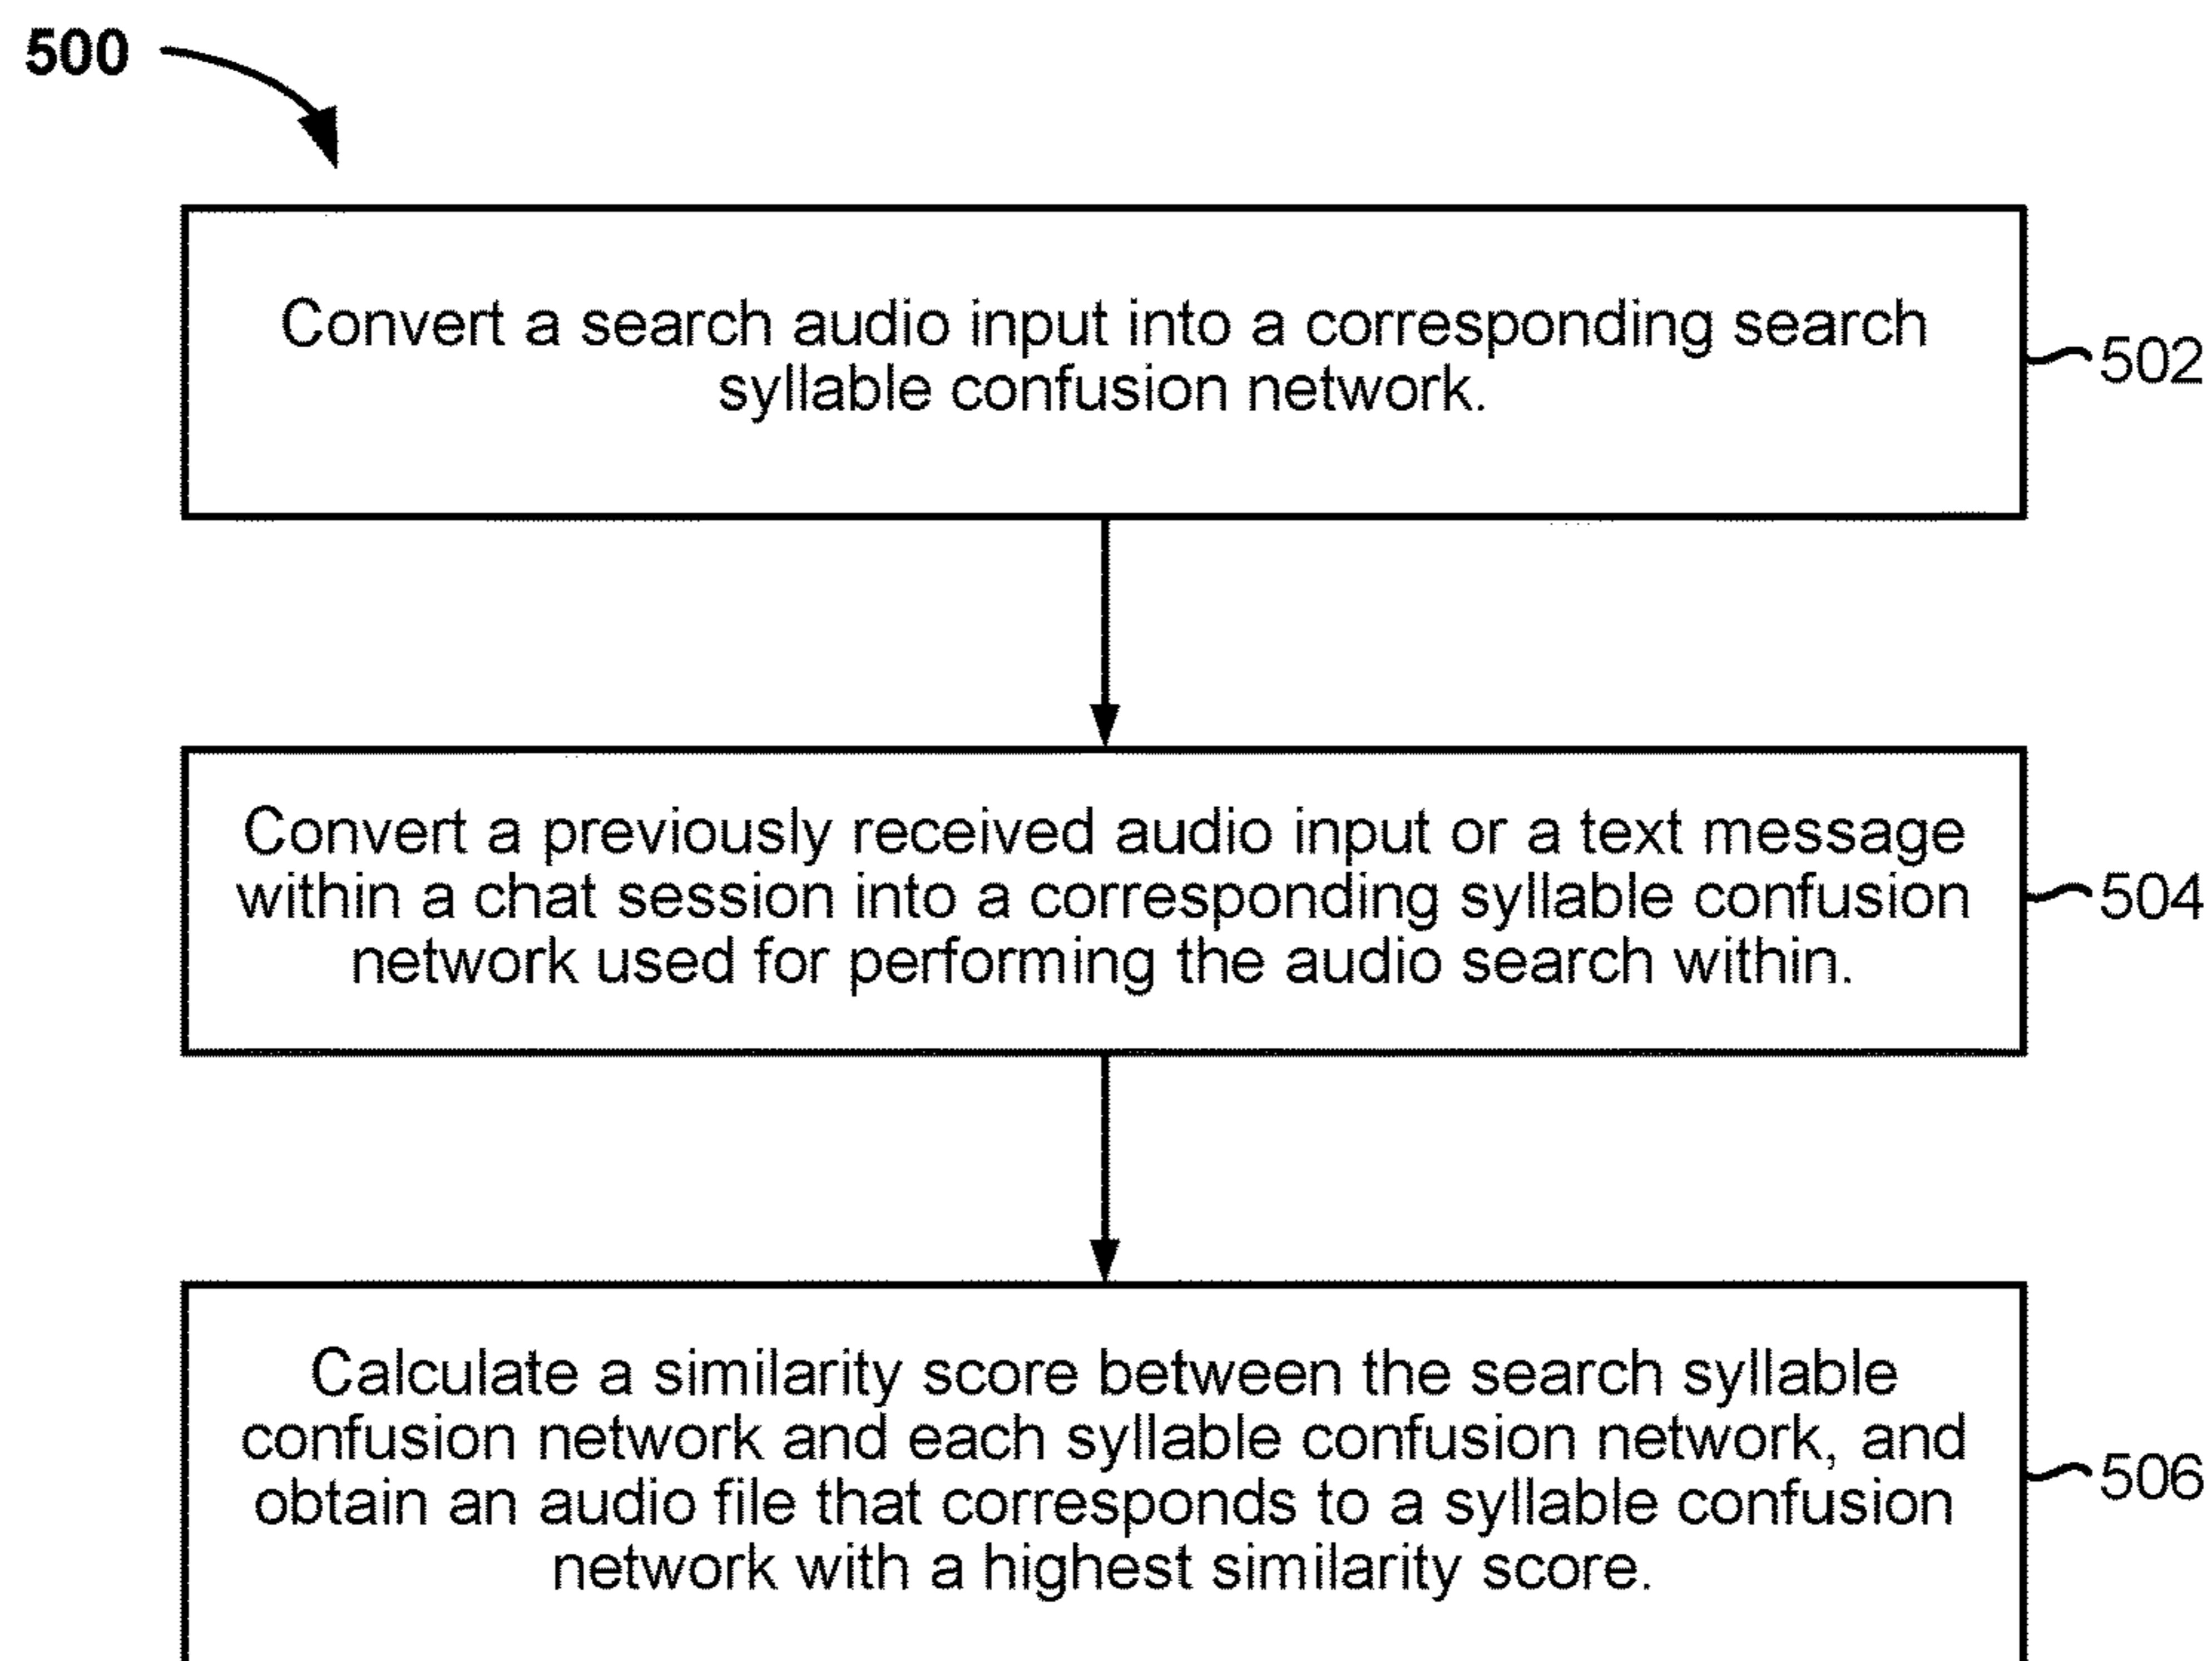 500
Convert a search audio input into a corresponding search
syllable confusion network.
502
Convert a previously received audio input or a text message
within a chat session into a corresponding syllable confusion
network used for performing the audio search within.
504
Calculate a similarity score between the search syllable
confusion network and each syllable confusion network, and
obtain an audio file that corresponds to a syllable confusion
network with a highest similarity score.
506